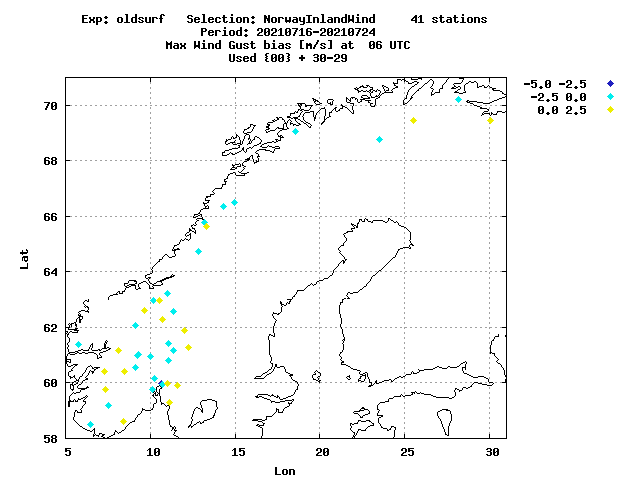 Exp: oldsurf Selection: NorwayInlandWind 41 stations
Period: 20210716-20210724
Max Wind Gust bias [m/s] at 06 UTC
Used {00} + 30-29
-5.0 -2.5
-2.5 0.0
0.0 2.5
70
68
66
64
62
60
58
Lat
5 10 15 20 25 30
Lon